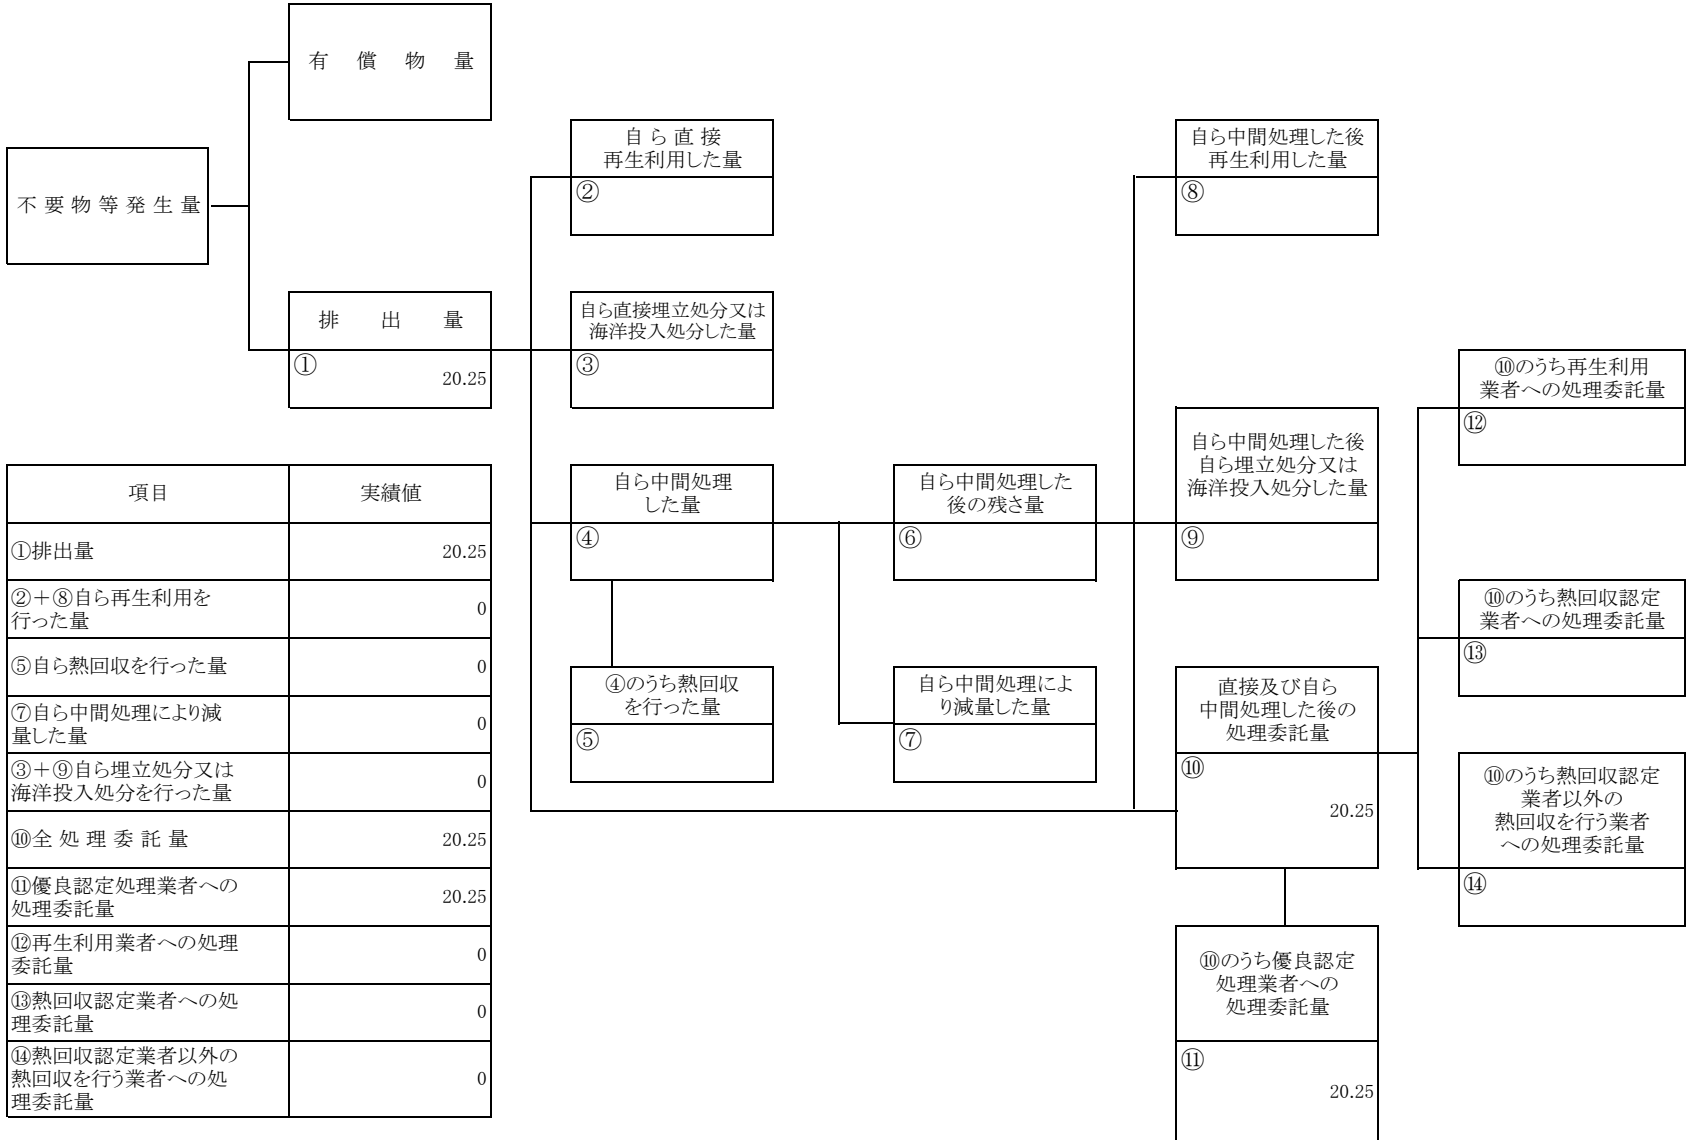 有償物量
不要物等発生量
排出量
①
20.25
自ら直接
再生利用した量
②
自ら直接埋立処分又は
海洋投入処分した量
③
自ら中間処理
した量
④
④のうち熱回収
を行った量
⑤
自ら中間処理した
後の残さ量
⑥
自ら中間処理によ
り減量した量
⑦
自ら中間処理した後
再生利用した量
⑧
自ら中間処理した後
自ら埋立処分又は
海洋投入処分した量
⑨
直接及び自ら
中間処理した後の
処理委託量
⑩
20.25
⑩のうち優良認定
処理業者への
処理委託量
⑪
20.25
⑩のうち再生利用
業者への処理委託量
⑫
⑩のうち熱回収認定
業者への処理委託量
⑬
⑩のうち熱回収認定
業者以外の
熱回収を行う業者
への処理委託量
⑭
項目 実績値
①排出量 20.25
②+⑧自ら再生利用を
行った量 0
⑤自ら熱回収を行った量 0
⑦自ら中間処理により減
量した量 0
③+⑨自ら埋立処分又は
海洋投入処分を行った量 0
⑩全処理委託量 20.25
⑪優良認定処理業者への
処理委託量 20.25
⑫再生利用業者への処理
委託量 0
⑬熱回収認定業者への処
理委託量 0
⑭熱回収認定業者以外の
熱回収を行う業者への処
理委託量 0